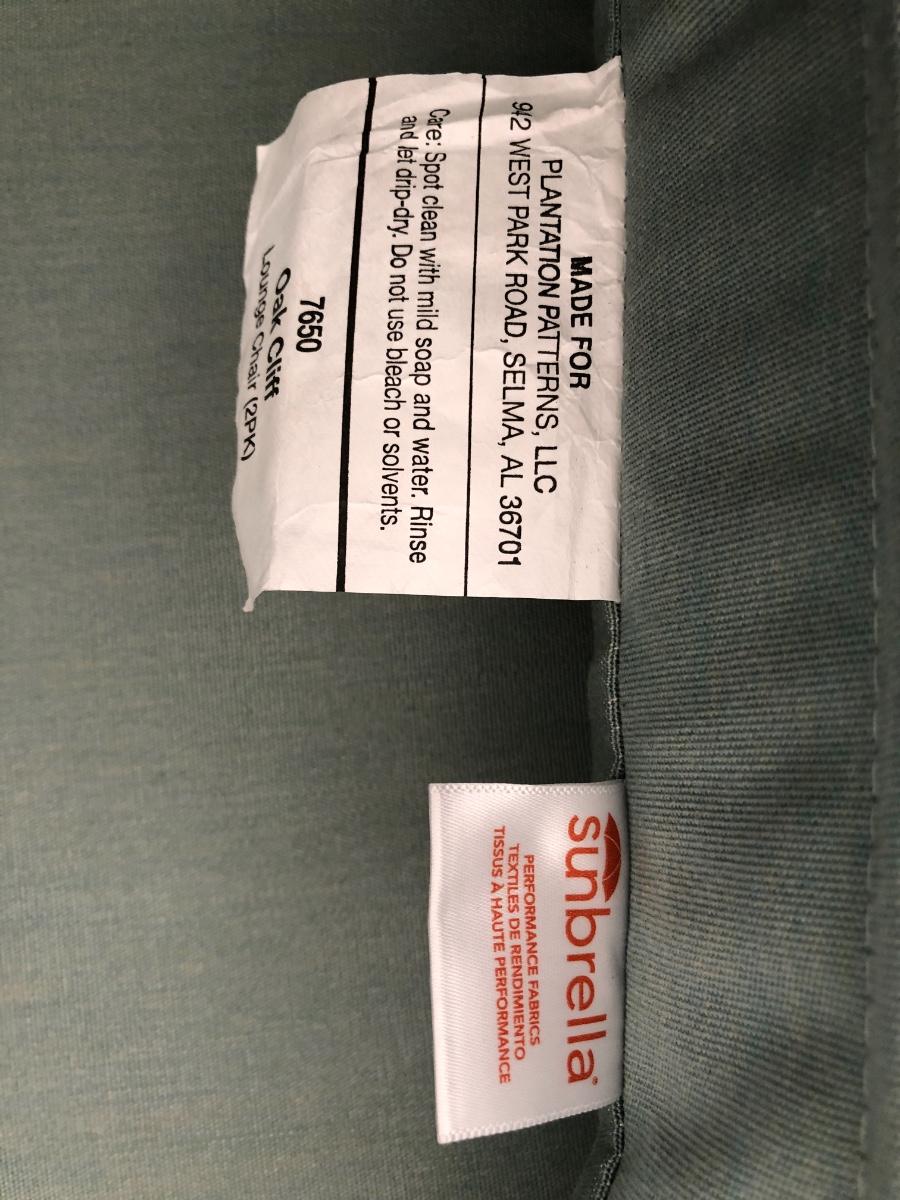 MADE FOR
PLANTATION PATTERNS, LLC
942 WEST PARK ROAD, SELMA, AL 36701
Care: Spot clean with mild soap and water. Rinse
and let drip-dry. Do not use bleach or solvents.
7650
Oak Cliff
Lounge Chair (2PK)
sunbrella®
PERFORMANCE FABRICS
TEXTILES DE RENDIMIENTO
TISSUS À HAUTE PERFORMANCE